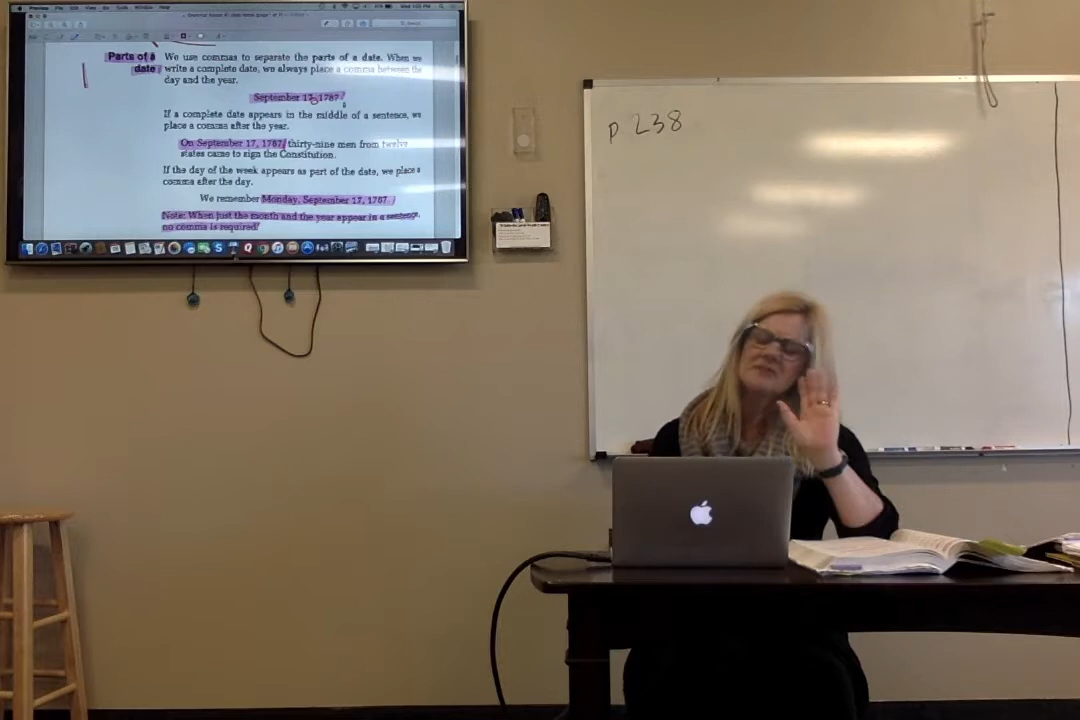 Parts of a
date
We use commas to separate the parts of a date. When we
write a complete date, we always place a comma between the
day and the year.
September 17, 1787
If a complete date appears in the middle of a sentence, we
place a comma after the year.
On September 17, 1787, thirty-nine men from twelve
states came to sign the Constitution.
If the day of the week appears as part of the date, we place a
comma after the day.
We remember Monday, September 17, 1787.
Note: When just the month and the year appear in a sentence,
no comma is required.
p 238